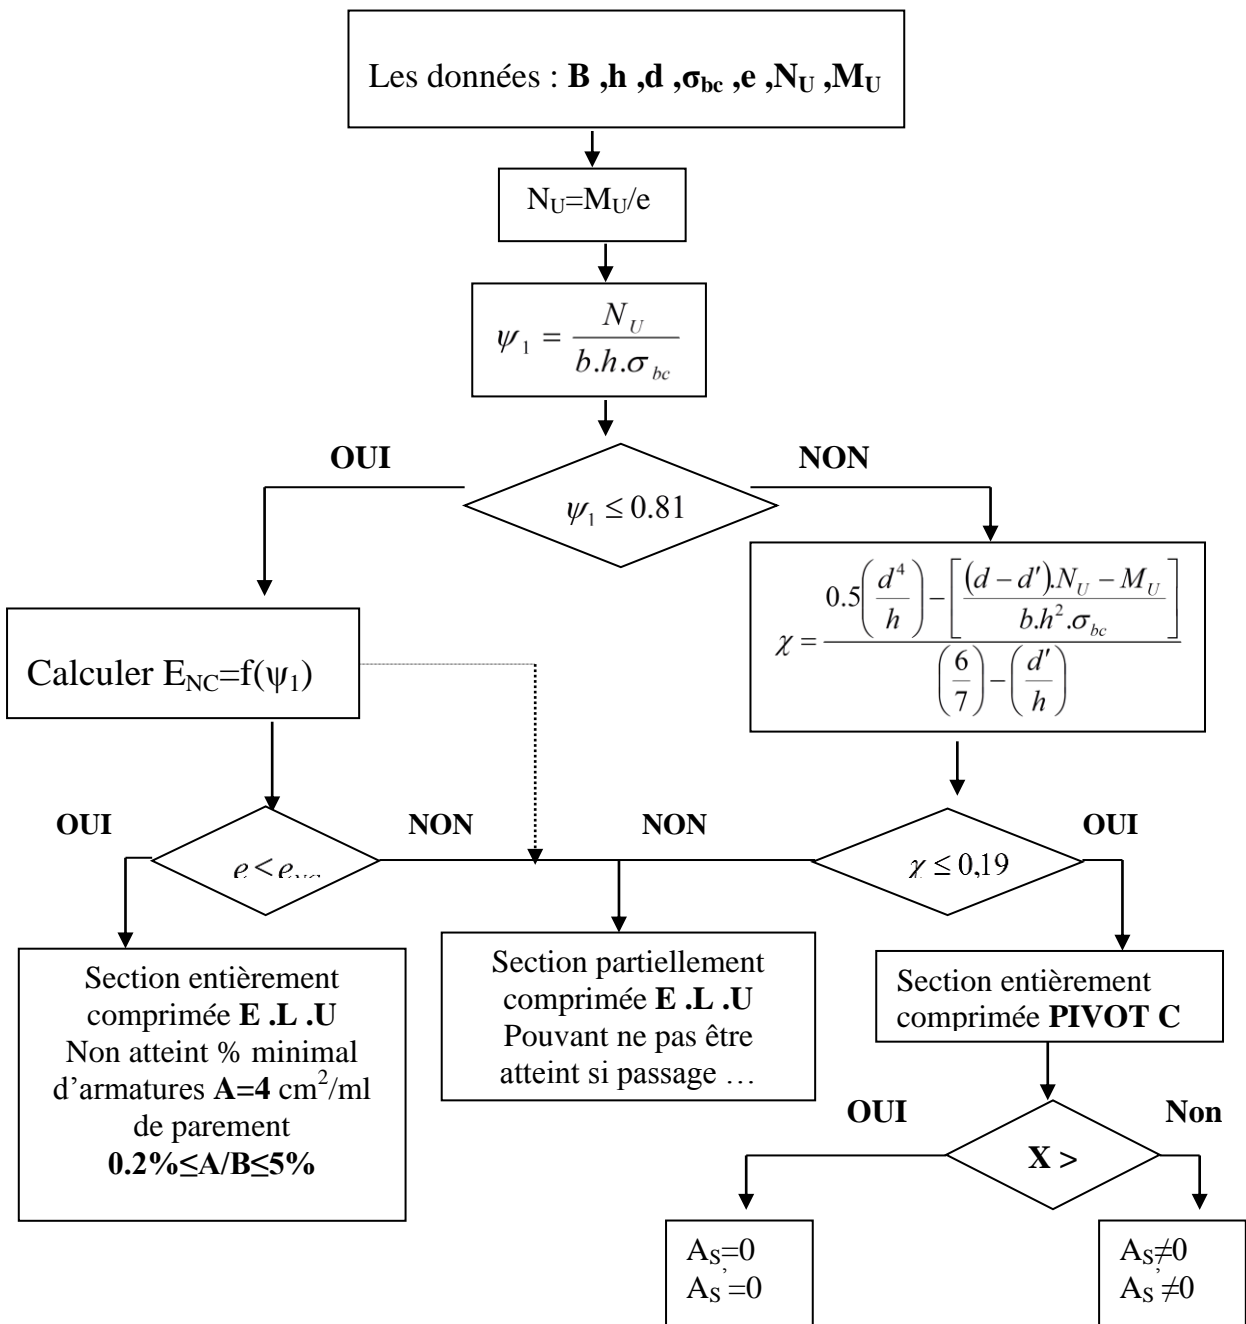 Les données : B ,h ,d ,σbc ,e ,NU ,MU
NU=MU/e
ψ1 = NU / b.h.σbc
OUI
NON
ψ1 ≤ 0.81
χ = (0.5(d⁴/h) − [((d − d′).NU − MU) / b.h².σbc]) / ((6/7) − (d′/h))
Calculer ENC=f(ψ1)
OUI
NON
NON
OUI
e < e
χ ≤ 0,19
Section entièrement
comprimée E .L .U
Non atteint % minimal
d’armatures A=4 cm²/ml
de parement
0.2%≤A/B≤5%
Section partiellement
comprimée E .L .U
Pouvant ne pas être
atteint si passage …
Section entièrement
comprimée PIVOT C
OUI
Non
X >
AS=0
AS’=0
AS≠0
AS’≠0